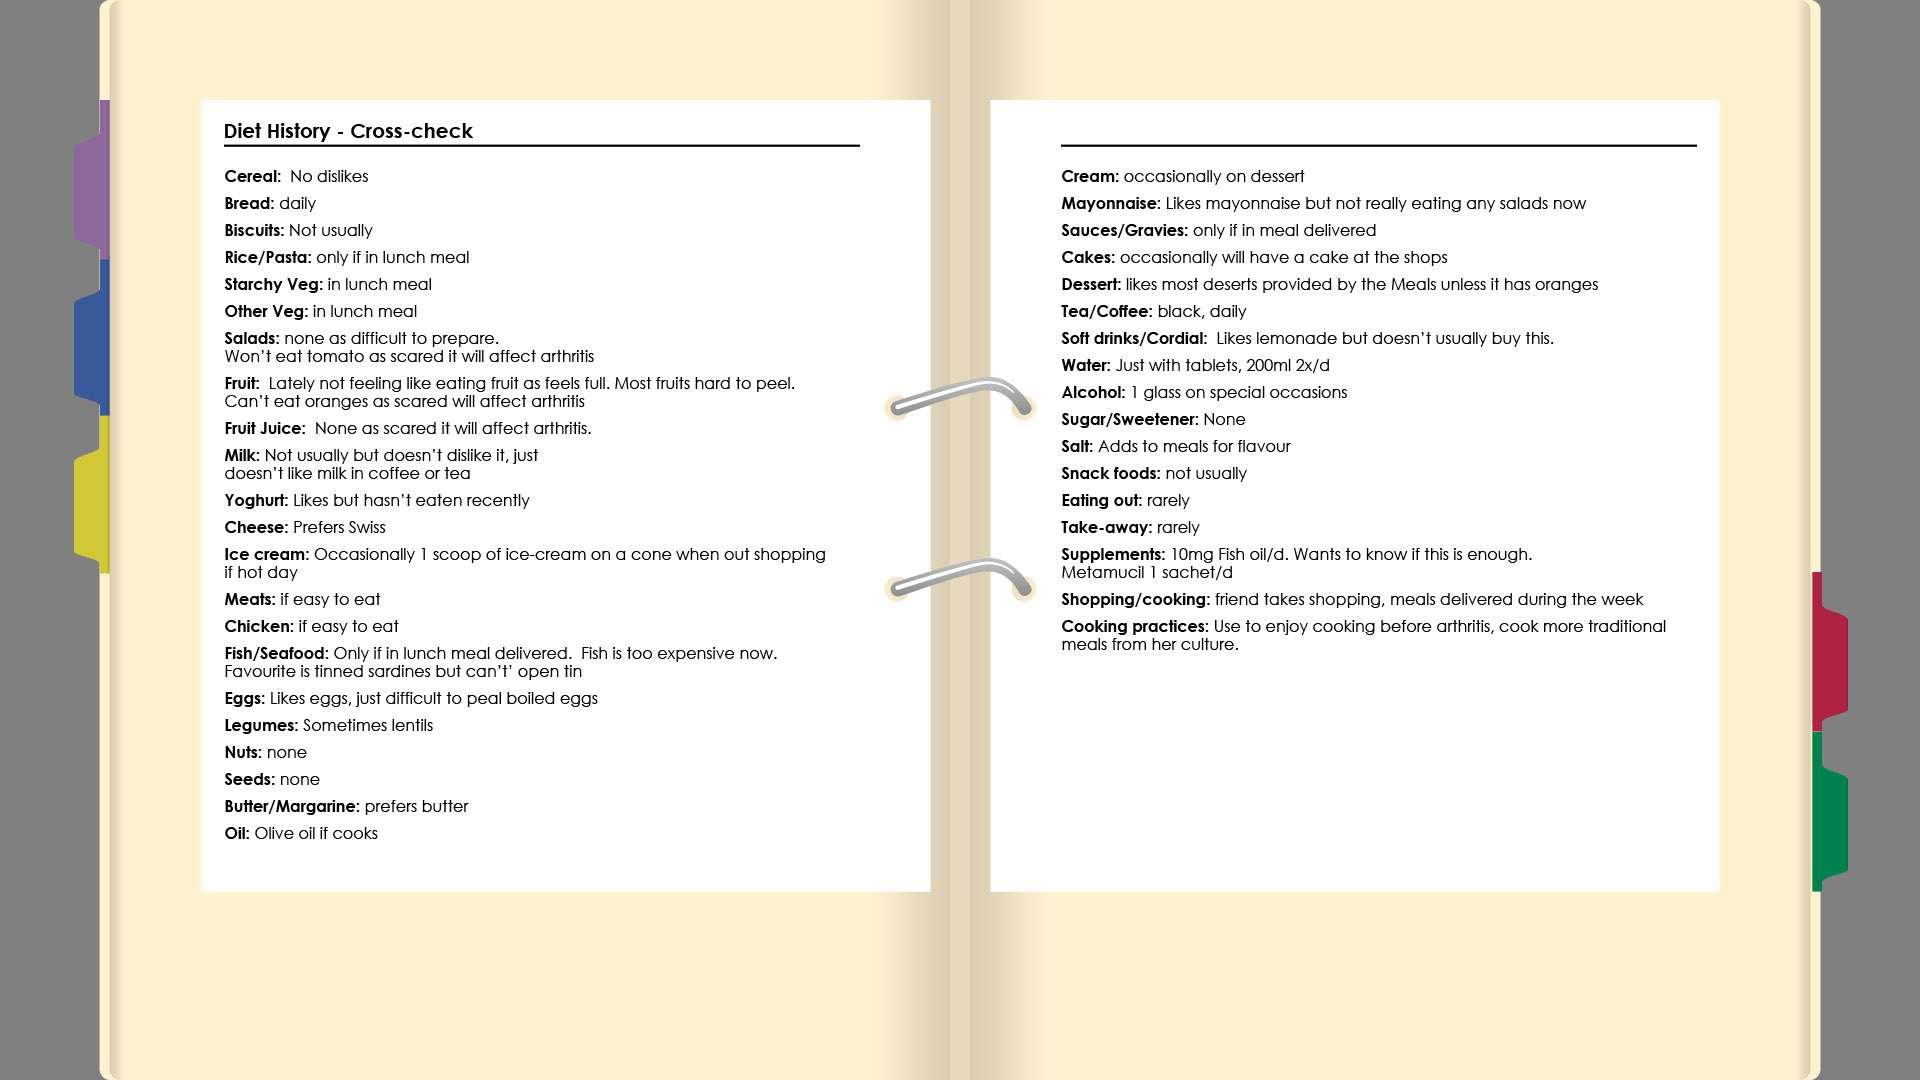 Diet History - Cross-check
Cereal:  No dislikes
Bread: daily
Biscuits: Not usually
Rice/Pasta: only if in lunch meal
Starchy Veg: in lunch meal
Other Veg: in lunch meal
Salads: none as difficult to prepare.
Won’t eat tomato as scared it will affect arthritis
Fruit:  Lately not feeling like eating fruit as feels full. Most fruits hard to peel.
Can’t eat oranges as scared will affect arthritis
Fruit Juice:  None as scared it will affect arthritis.
Milk: Not usually but doesn’t dislike it, just
doesn’t like milk in coffee or tea
Yoghurt: Likes but hasn’t eaten recently
Cheese: Prefers Swiss
Ice cream: Occasionally 1 scoop of ice-cream on a cone when out shopping
if hot day
Meats: if easy to eat
Chicken: if easy to eat
Fish/Seafood: Only if in lunch meal delivered.  Fish is too expensive now.
Favourite is tinned sardines but can’t’ open tin
Eggs: Likes eggs, just difficult to peal boiled eggs
Legumes: Sometimes lentils
Nuts: none
Seeds: none
Butter/Margarine: prefers butter
Oil: Olive oil if cooks
Cream: occasionally on dessert
Mayonnaise: Likes mayonnaise but not really eating any salads now
Sauces/Gravies: only if in meal delivered
Cakes: occasionally will have a cake at the shops
Dessert: likes most deserts provided by the Meals unless it has oranges
Tea/Coffee: black, daily
Soft drinks/Cordial:  Likes lemonade but doesn’t usually buy this.
Water: Just with tablets, 200ml 2x/d
Alcohol: 1 glass on special occasions
Sugar/Sweetener: None
Salt: Adds to meals for flavour
Snack foods: not usually
Eating out: rarely
Take-away: rarely
Supplements: 10mg Fish oil/d. Wants to know if this is enough.
Metamucil 1 sachet/d
Shopping/cooking: friend takes shopping, meals delivered during the week
Cooking practices: Use to enjoy cooking before arthritis, cook more traditional
meals from her culture.